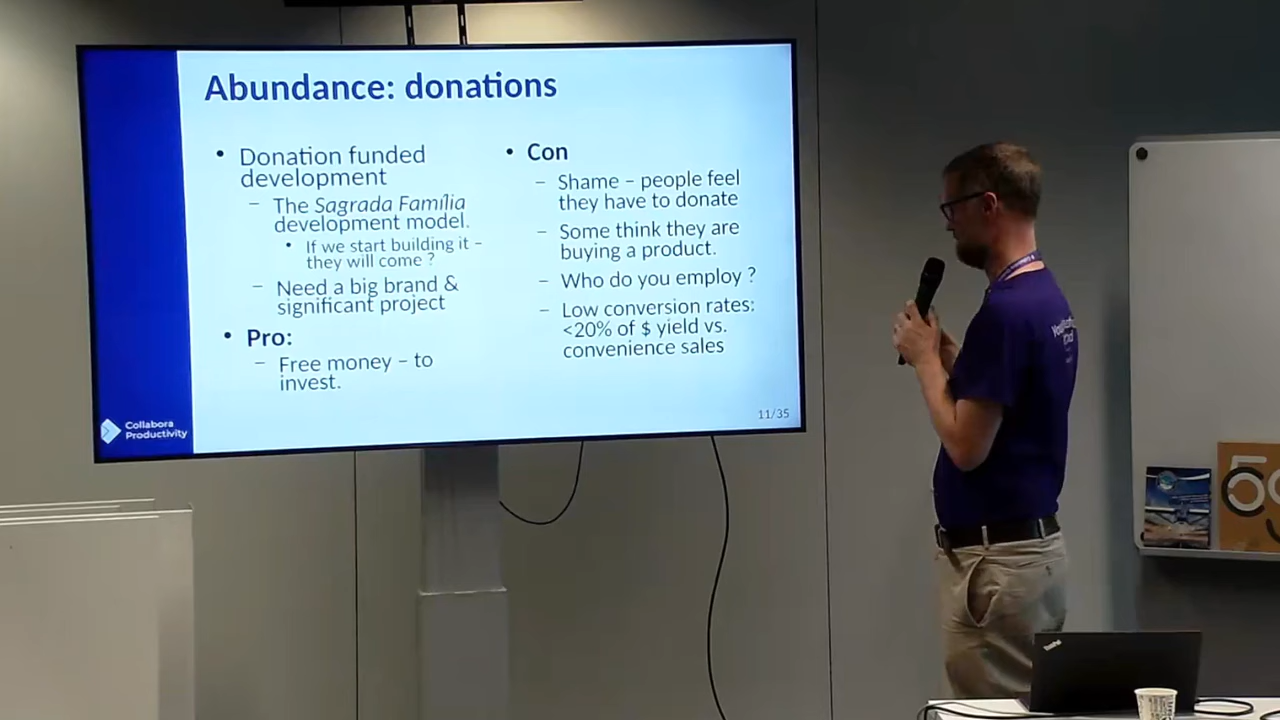 Abundance: donations
• Donation funded
development
– The Sagrada Família
development model.
• If we start building it –
they will come ?
– Need a big brand &
significant project
• Pro:
– Free money – to
invest.
• Con
– Shame – people feel
they have to donate
– Some think they are
buying a product.
– Who do you employ ?
– Low conversion rates:
<20% of $ yield vs.
convenience sales
11/35
Collabora
Productivity
ThinkPad